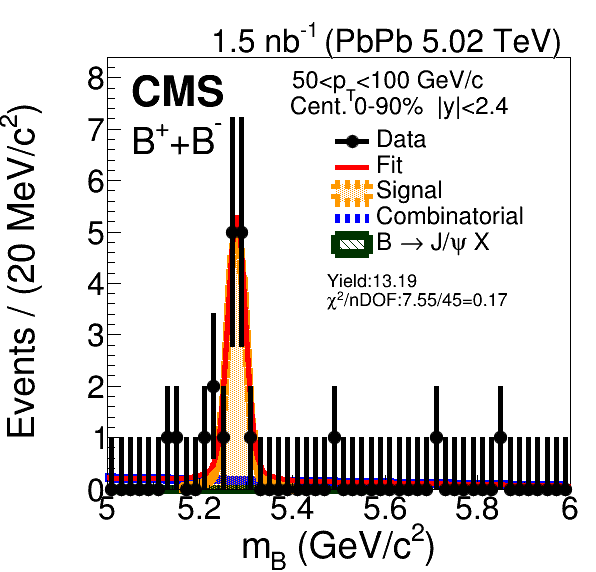 1.5 nb⁻¹ (PbPb 5.02 TeV)
CMS
B⁺+B⁻
50<p_T<100 GeV/c
Cent. 0-90% |y|<2.4
Data
Fit
Signal
Combinatorial
B → J/ψ X
Yield:13.19
χ²/nDOF:7.55/45=0.17
Events / (20 MeV/c²)
8
7
6
5
4
3
2
1
0
5 5.2 5.4 5.6 5.8 6
m_B (GeV/c²)